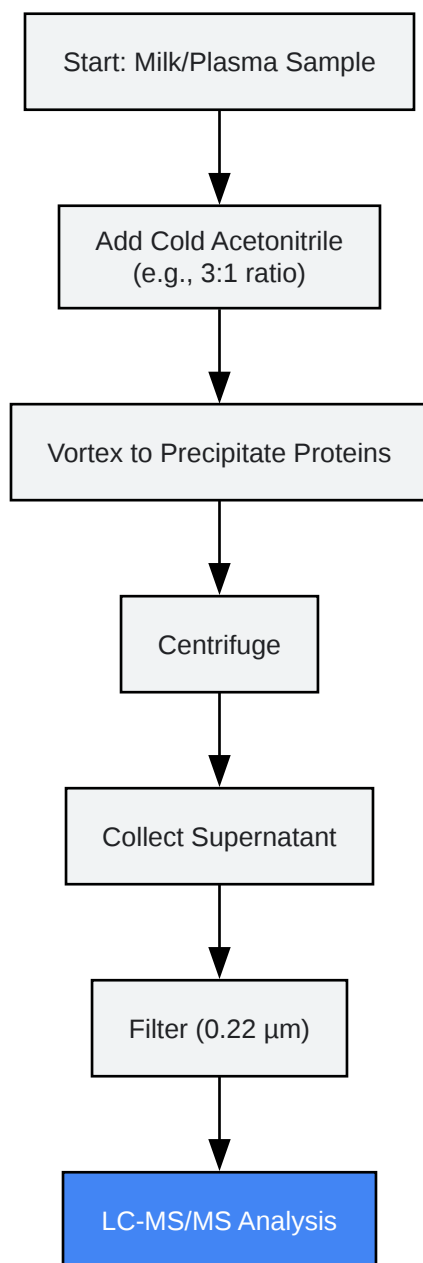 Start: Milk/Plasma Sample
Add Cold Acetonitrile
(e.g., 3:1 ratio)
Vortex to Precipitate Proteins
Centrifuge
Collect Supernatant
Filter (0.22 µm)
LC-MS/MS Analysis